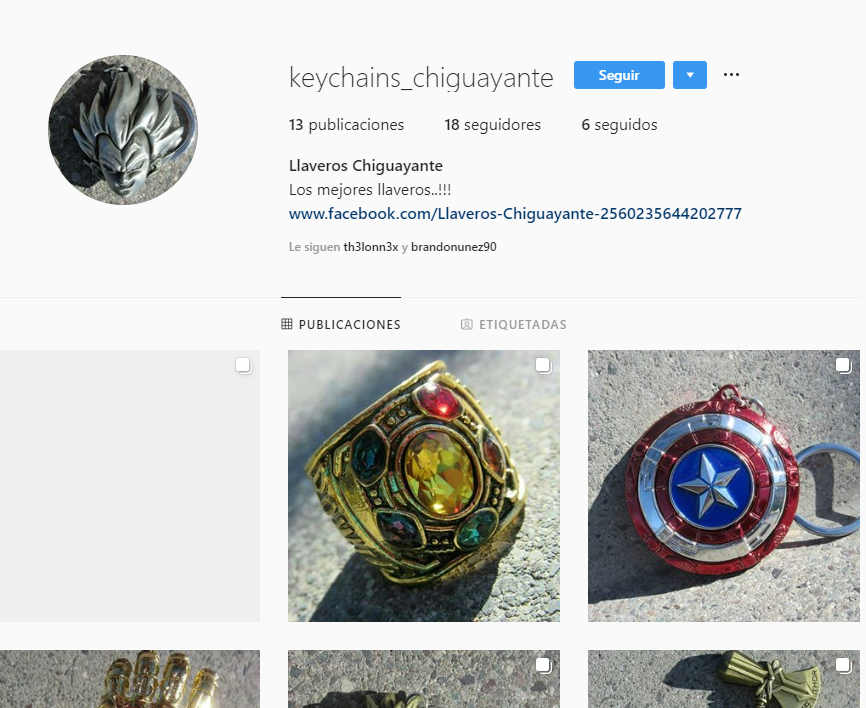 keychains_chiguayante
Seguir
13 publicaciones
18 seguidores
6 seguidos
Llaveros Chiguayante
Los mejores llaveros..!!!
www.facebook.com/Llaveros-Chiguayante-2560235644202777
Le siguen th3lonn3x y brandonunez90
PUBLICACIONES
ETIQUETADAS